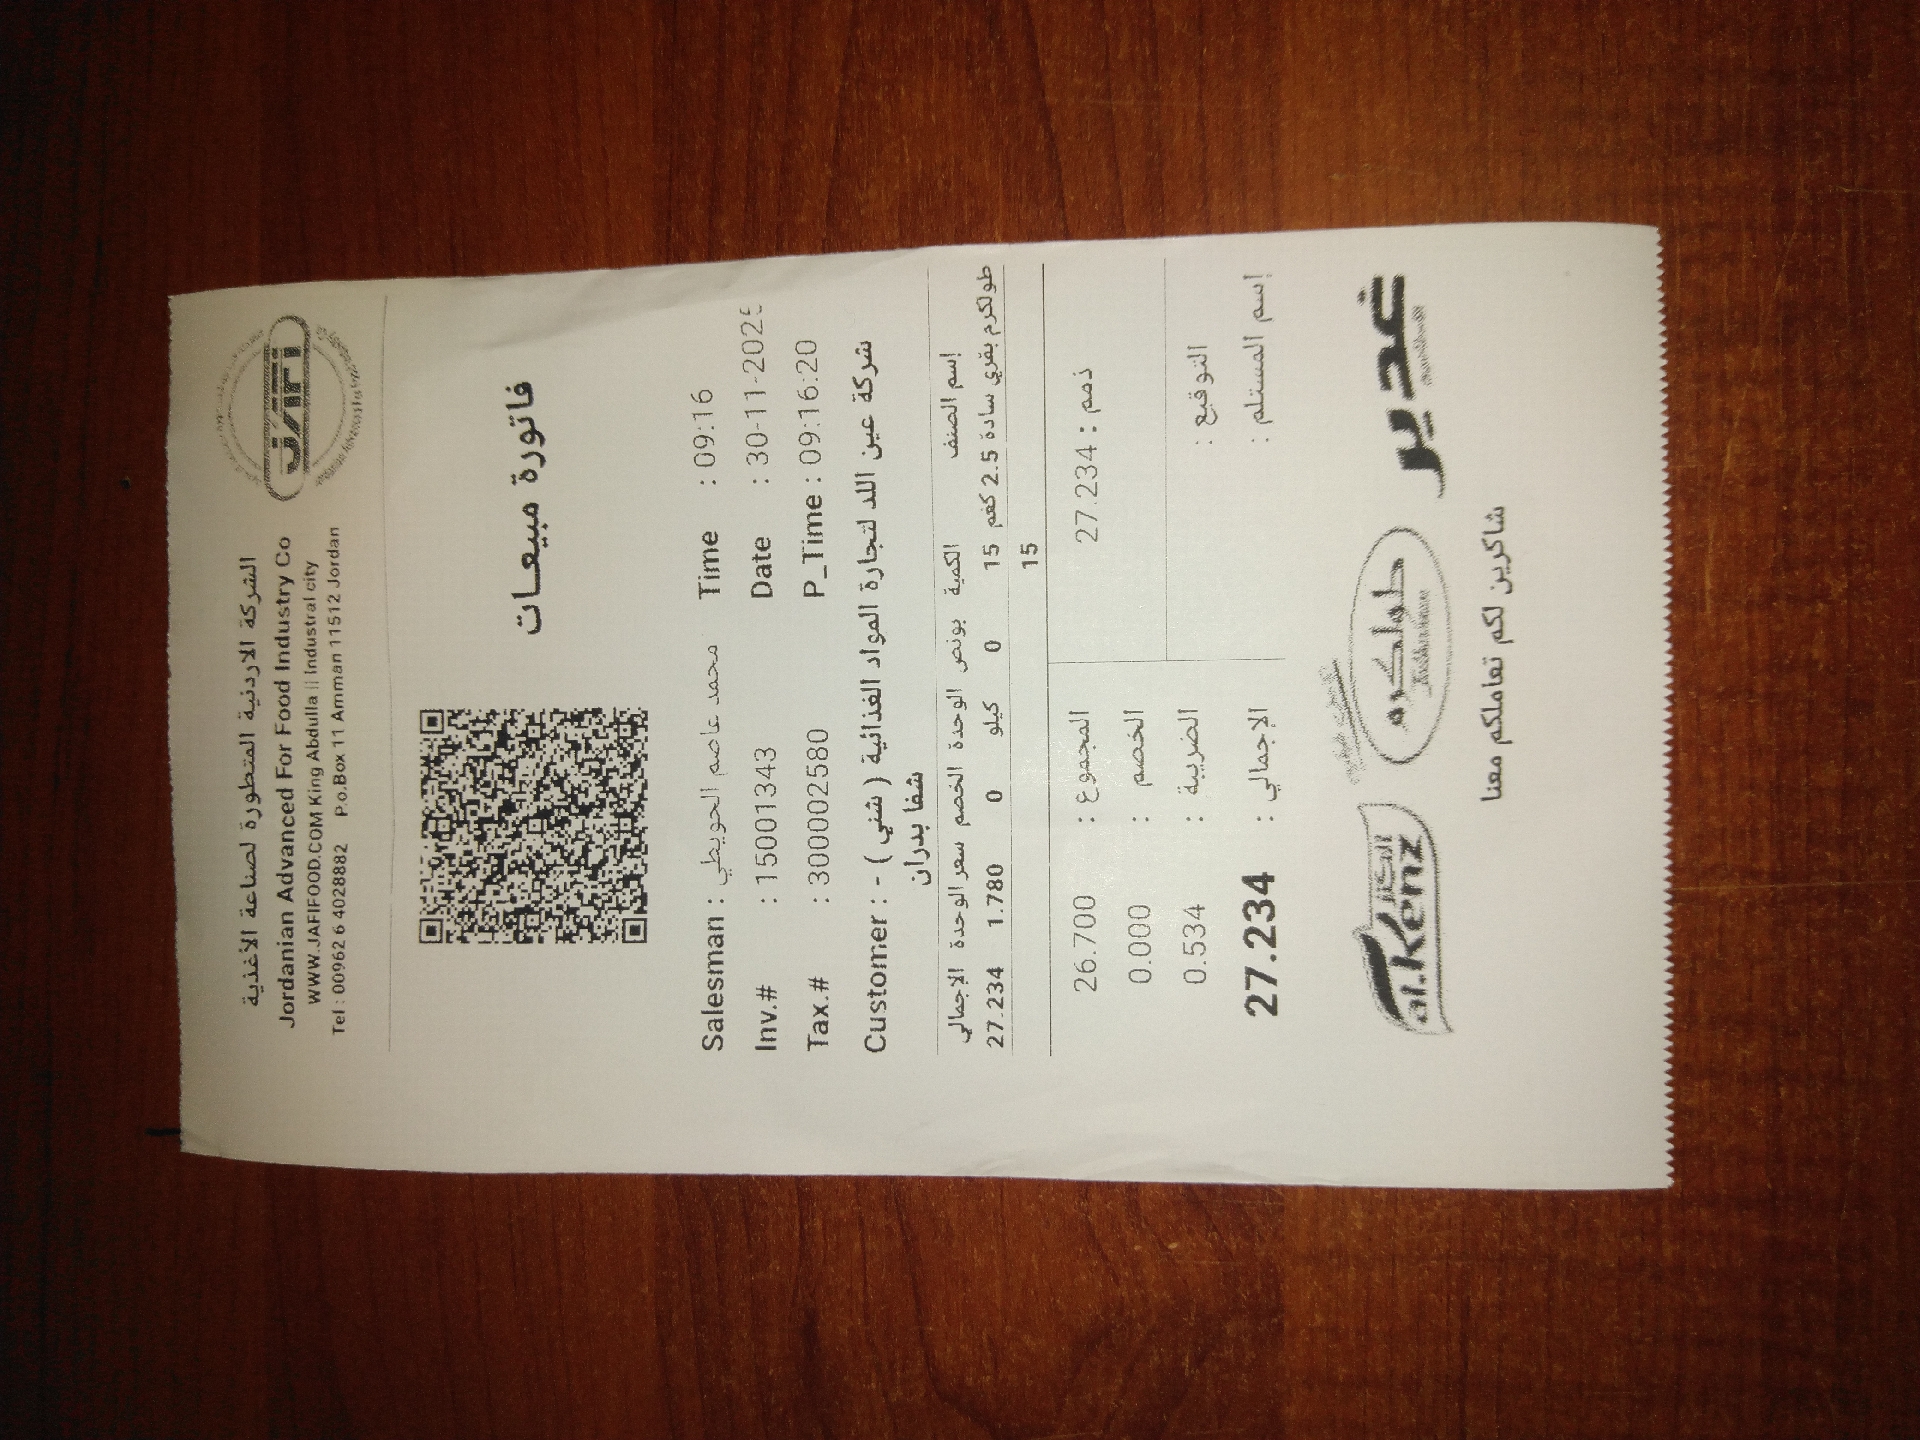 الشركة الاردنية المتطورة لصناعة الأغذية
Jordanian Advanced For Food Industry Co
WWW.JAFIFOOD.COM King Abdulla || Industral city
Tel : 00962 6 4028882 P.o.Box 11 Amman 11512 Jordan
فاتورة مبيعات
Salesman : محمد عاصم الحويطي Time : 09:16
Inv.# : 15001343 Date : 30-11-202
Tax.# : 300002580 P_Time : 09:16:20
Customer : - شركة عين اللد لتجارة المواد الغذائية ( شني )
شفا بدران
إسم الصنف الكمية بونص الوحدة الخصم سعر الوحدة الإجمالي
طولكرم بقري سادة 2.5 كغم 15 0 كيلو 0 1.780 27.234
15
المجموع : 26.700 ذمم : 27.234
الخصم : 0.000
الضريبة : 0.534 التوقيع :
الإجمالي : 27.234 إسم المستلم :
الكنز
al.Kenz
طولكرم
غدير
شاكرين لكم تعاملكم معنا